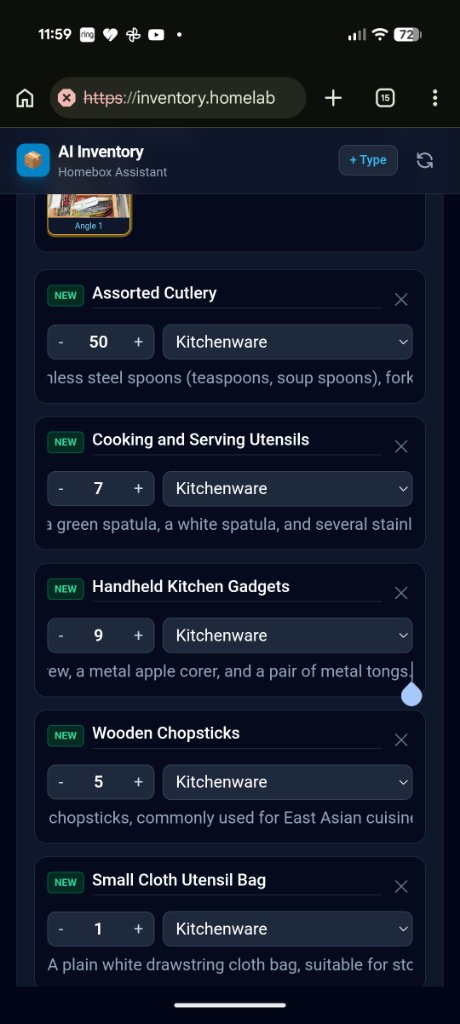 11:59 ring 72
https://inventory.homelab 15
AI Inventory
Homebox Assistant
+ Type
Angle 1
NEW Assorted Cutlery
- 50 + Kitchenware
nless steel spoons (teaspoons, soup spoons), fork
NEW Cooking and Serving Utensils
- 7 + Kitchenware
a green spatula, a white spatula, and several stainl
NEW Handheld Kitchen Gadgets
- 9 + Kitchenware
ew, a metal apple corer, and a pair of metal tongs.
NEW Wooden Chopsticks
- 5 + Kitchenware
chopsticks, commonly used for East Asian cuisine
NEW Small Cloth Utensil Bag
- 1 + Kitchenware
A plain white drawstring cloth bag, suitable for sto